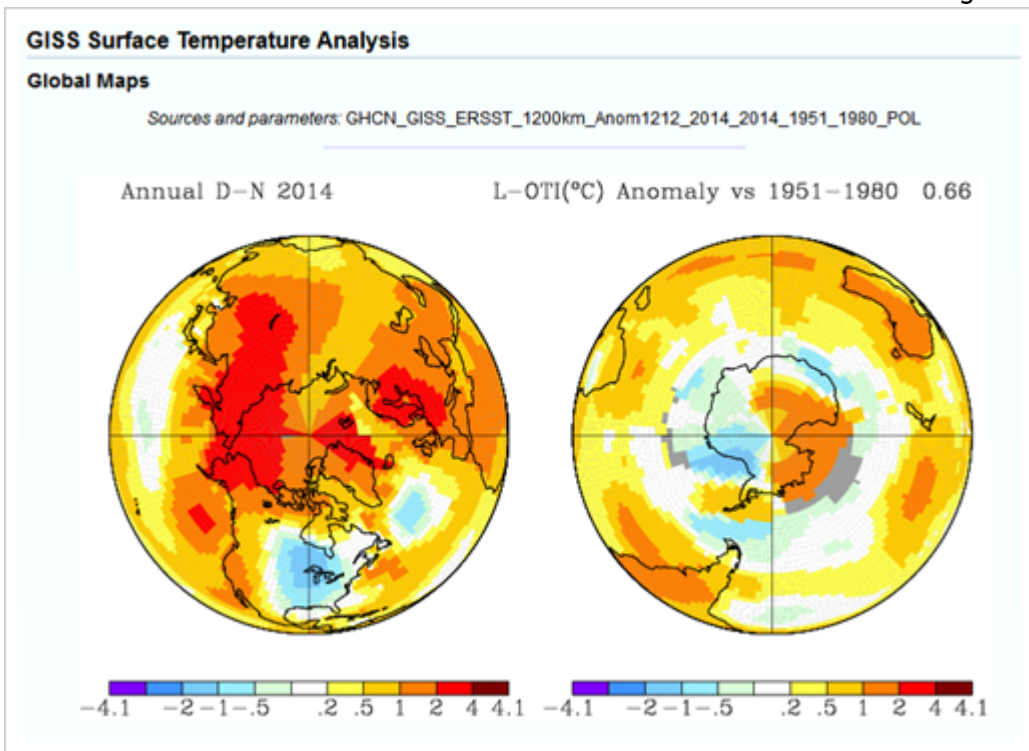 GISS Surface Temperature Analysis
Global Maps
Sources and parameters: GHCN_GISS_ERSST_1200km_Anom1212_2014_2014_1951_1980_POL
Annual D-N 2014
L-OTI(°C) Anomaly vs 1951-1980 0.66
-4.1 -2 -1 -.5 .2 .5 1 2 4 4.1
-4.1 -2 -1 -.5 .2 .5 1 2 4 4.1